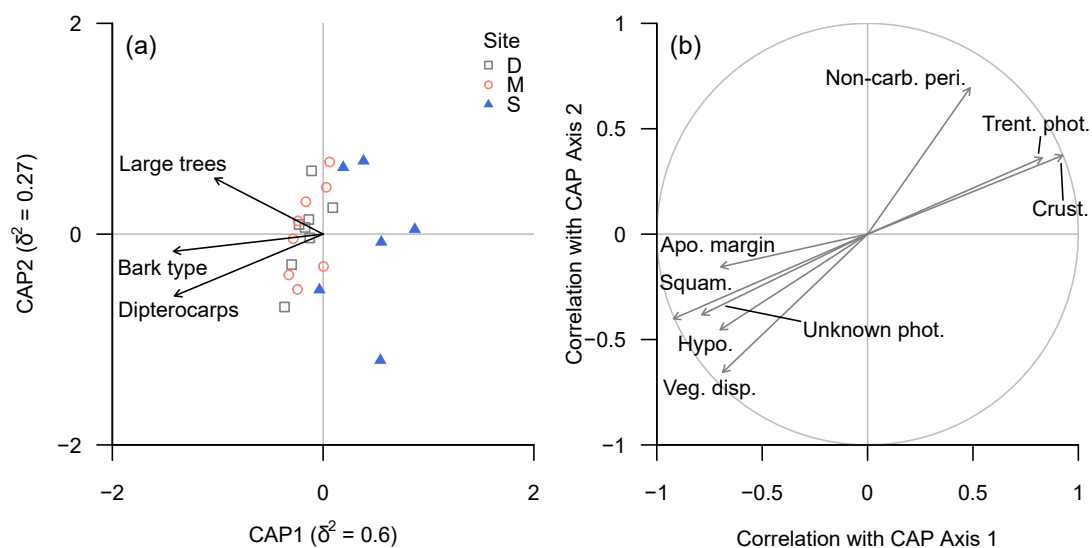 (a)
Site
D
M
S
Large trees
Bark type
Dipterocarps
2
0
−2
−2
0
2
CAP2 (δ² = 0.27)
CAP1 (δ² = 0.6)
(b)
Non-carb. peri.
Trent. phot.
Crust.
Apo. margin
Squam.
Unknown phot.
Hypo.
Veg. disp.
1
0.5
0
−0.5
−1
−1
−0.5
0
0.5
1
Correlation with CAP Axis 2
Correlation with CAP Axis 1